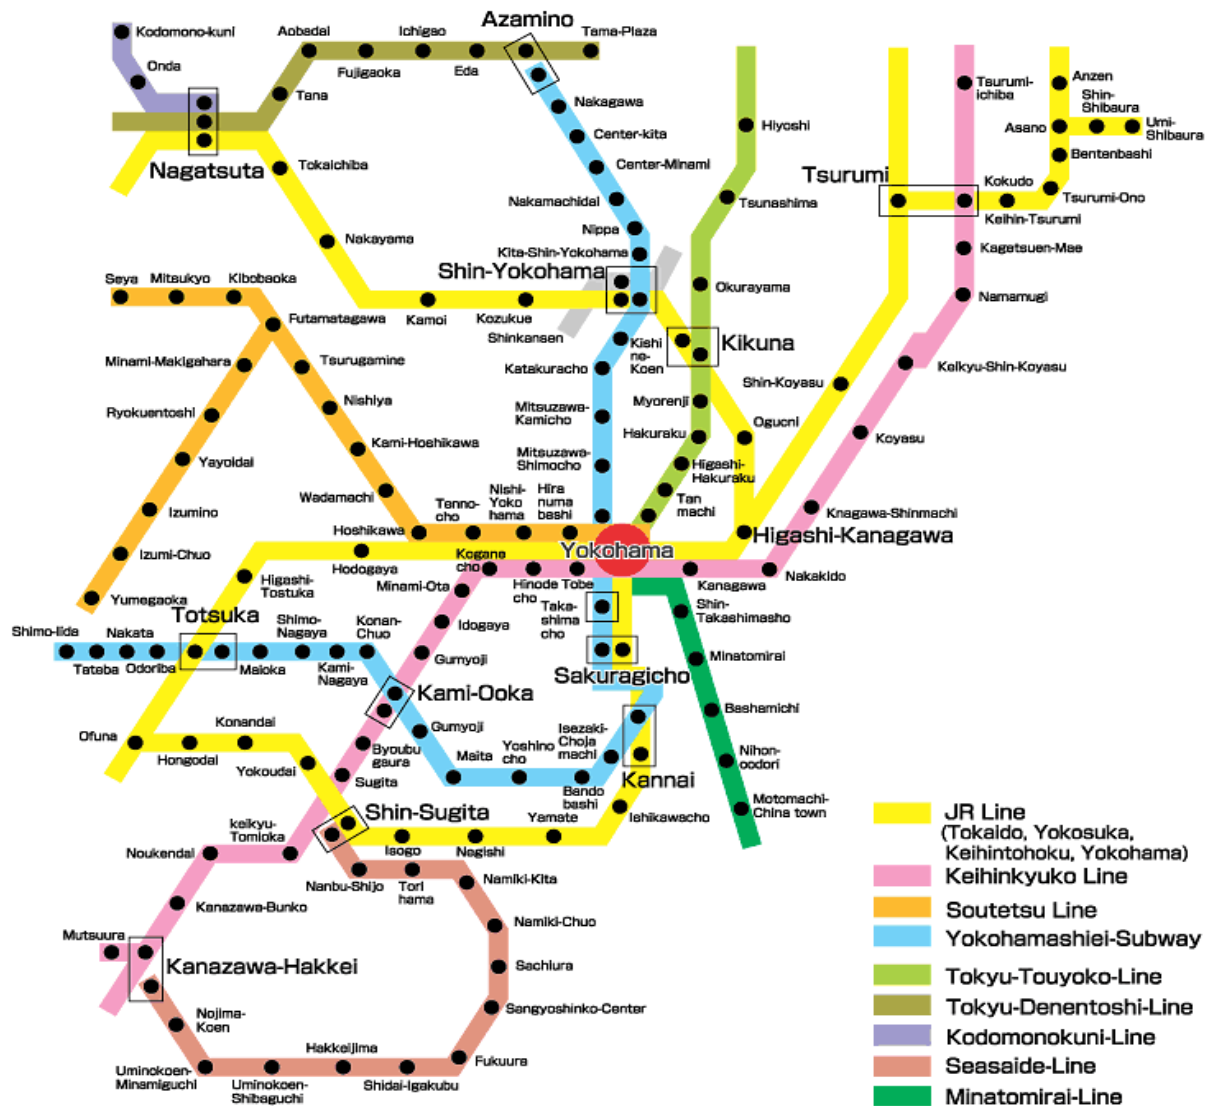 Azamino
Kodomono-kuni
Aobadai
Ichigao
Tama-Plaza
Fujigaoka
Eda
Onda
Tana
Nagatsuta
Tokaichiba
Nakagawa
Center-kita
Center-Minami
Nakamachidai
Nippa
Kita-Shin-Yokohama
Shin-Yokohama
Hiyoshi
Tsunashima
Okurayama
Tsurumi
Tsurumi-
ichiba
Anzen
Shin-
Shibaura
Asano
Umi-
Shibaura
Bentenbashi
Kokudo
Tsurumi-Ono
Keihin-Tsurumi
Kagetsuen-Mae
Namamugi
Nakayama
Seya
Mitsukyo
Kibobaoka
Futamatagawa
Kamoi
Kozukue
Shinkansen
Kishi
ne-
Koen
Kikuna
Minami-Makigahara
Tsurugamine
Katakuracho
Shin-Koyasu
Keikyu-Shin-Koyasu
Ryokuentoshi
Nishiya
Mitsuzawa-
Kamicho
Myorenji
Hakuraku
Oguchi
Koyasu
Yayoidai
Kami-Hoshikawa
Mitsuzawa-
Shimocho
Higashi-
Hakuraku
Wadamachi
Tan
machi
Izumino
Tenno-
cho
Nishi-
Yoko
hama
Hira
numa
bashi
Knagawa-Shinmachi
Hoshikawa
Higashi-Kanagawa
Izumi-Chuo
Yokohama
Hodogaya
Kogane
cho
Yumegaoka
Higashi-
Tostuka
Minami-Ota
Hinode
cho
Tobe
Kanagawa
Nakakido
Totsuka
Taka-
shima
cho
Shin-
Takashimasho
Shimo-Iida
Nakata
Shimo-
Nagaya
Konan-
Chuo
Idogaya
Tateba
Odoriba
Maioka
Kami-
Nagaya
Gumyoji
Sakuragicho
Minatomirai
Kami-Ooka
Bashamichi
Ofuna
Konandai
Gumyoji
Isezaki-
Choja
machi
Hongodai
Yokoudai
Byoubu
gaura
Maita
Yoshino
cho
Nihon-
oodori
Sugita
Bando
bashi
Kannai
Motomachi-
China town
Shin-Sugita
Yamate
Ishikawacho
keikyu-
Tomioka
Isogo
Negishi
Noukendai
Nanbu-Shijo
Tori
hama
Namiki-Kita
Kanazawa-Bunko
Namiki-Chuo
Mutsuura
Kanazawa-Hakkei
Sachiura
Nojima-
Koen
Sangyoshinko-Center
Hakkeijima
Fukuura
Uminokoen-
Minamiguchi
Uminokoen-
Shibaguchi
Shidai-Igakubu
JR Line
(Tokaido, Yokosuka,
Keihintohoku, Yokohama)
Keihinkyuko Line
Soutetsu Line
Yokohamashiei-Subway
Tokyu-Touyoko-Line
Tokyu-Denentoshi-Line
Kodomonokuni-Line
Seasaide-Line
Minatomirai-Line